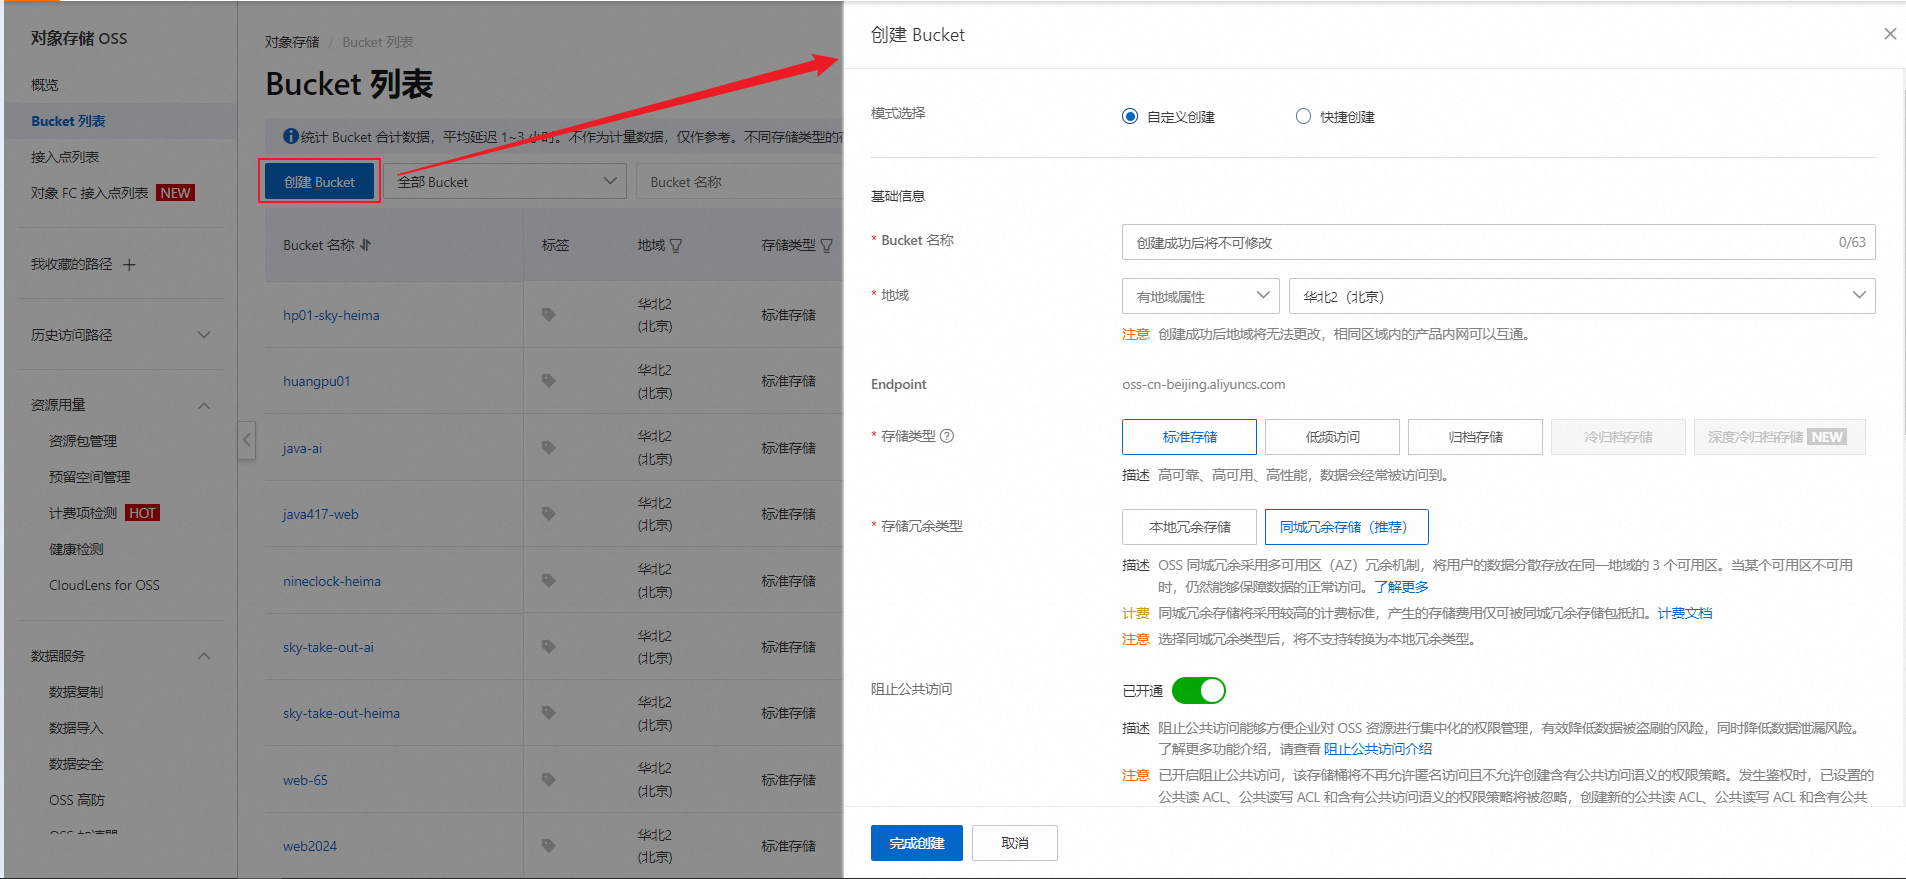 对象存储 OSS
概览
Bucket 列表
接入点列表
对象 FC 接入点列表 NEW
我收藏的路径
历史访问路径
资源用量
资源包管理
预留空间管理
计费项检测 HOT
健康检测
CloudLens for OSS
数据服务
数据复制
数据导入
数据安全
OSS 高防
对象存储 / Bucket 列表
Bucket 列表
统计 Bucket 合计数据，平均延迟 1~3 小时。不作为计量数据，仅作参考。不同存储类型的
创建 Bucket 全部 Bucket Bucket 名称
Bucket 名称 标签 地域 存储类型
hp01-sky-heima 华北2 (北京) 标准存储
huangpu01 华北2 (北京) 标准存储
java-ai 华北2 (北京) 标准存储
java417-web 华北2 (北京) 标准存储
nineclock-heima 华北2 (北京) 标准存储
sky-take-out-ai 华北2 (北京) 标准存储
sky-take-out-heima 华北2 (北京) 标准存储
web-65 华北2 (北京) 标准存储
web2024 华北2 (北京) 标准存储
创建 Bucket
模式选择 自定义创建 快捷创建
基础信息
* Bucket 名称 创建成功后将不可修改 0/63
* 地域 有地域属性 华北2（北京）
注意 创建成功后地域将无法更改，相同区域内的产品内网可以互通。
Endpoint oss-cn-beijing.aliyuncs.com
* 存储类型 标准存储 低频访问 归档存储 冷归档存储 深度冷归档存储 NEW
描述 高可靠、高可用、高性能，数据会经常被访问到。
* 存储冗余类型 本地冗余存储 同城冗余存储（推荐）
描述 OSS 同城冗余采用多可用区（AZ）冗余机制，将用户的数据分散存放在同一地域的 3 个可用区。当某个可用区不可用
时，仍然能够保障数据的正常访问。了解更多
计费 同城冗余存储将采用较高的计费标准，产生的存储费用仅可被同城冗余存储包抵扣。计费文档
注意 选择同城冗余类型后，将不支持转换为本地冗余类型。
阻止公共访问 已开通
描述 阻止公共访问能够方便企业对 OSS 资源进行集中化的权限管理，有效降低数据被盗刷的风险，同时降低数据泄漏风险。
了解更多功能介绍，请查看 阻止公共访问介绍
注意 已开启阻止公共访问，该存储桶将不再允许匿名访问且不允许创建含有公共访问语义的权限策略。发生鉴权时，已设置的
公共读 ACL、公共读写 ACL 和含有公共访问语义的权限策略将被忽略，创建新的公共读 ACL、公共读写 ACL 和含有公共
完成创建 取消